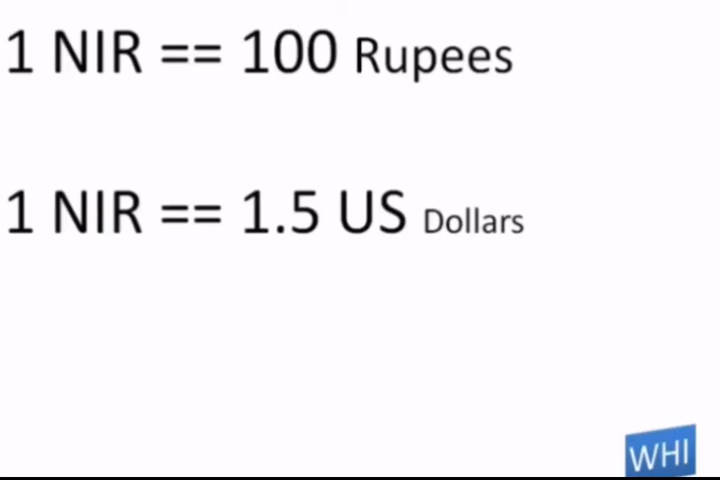 1 NIR == 100 Rupees
1 NIR == 1.5 US Dollars
WHI